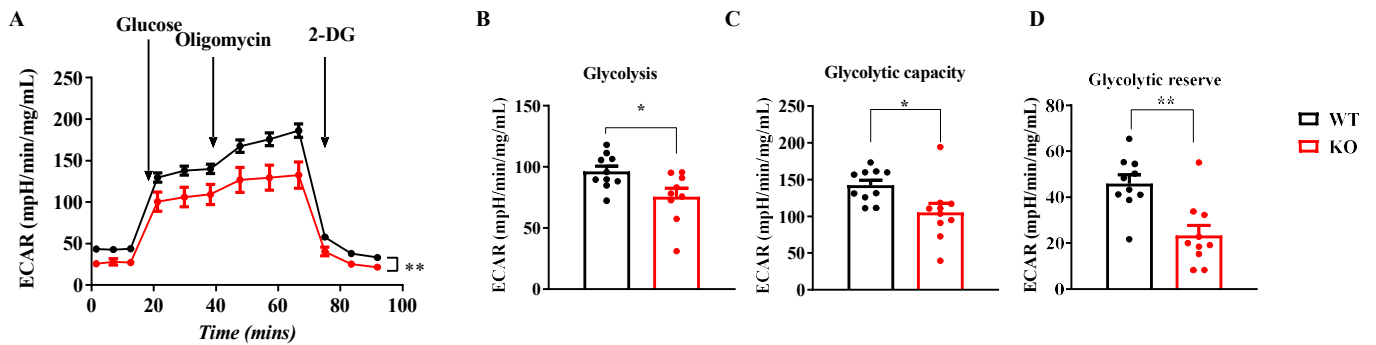 A
Glucose
Oligomycin
2-DG
ECAR (mpH/min/mg/mL)
250
200
150
100
50
0
0
20
40
60
80
100
Time (mins)
**
B
Glycolysis
ECAR (mpH/min/mg/mL)
150
100
50
0
*
C
Glycolytic capacity
ECAR (mpH/min/mg/mL)
250
200
150
100
50
0
*
D
Glycolytic reserve
ECAR (mpH/min/mg/mL)
80
60
40
20
0
**
WT
KO